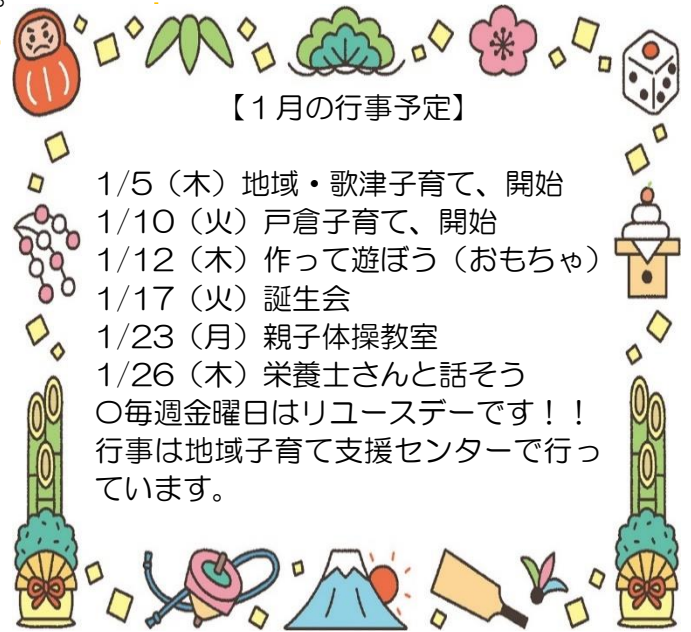 【１月の行事予定】
1/5（木）地域・歌津子育て、開始
1/10（火）戸倉子育て、開始
1/12（木）作って遊ぼう（おもちゃ）
1/17（火）誕生会
1/23（月）親子体操教室
1/26（木）栄養士さんと話そう
〇毎週金曜日はリユースデーです！！
行事は地域子育て支援センターで行っ
ています。